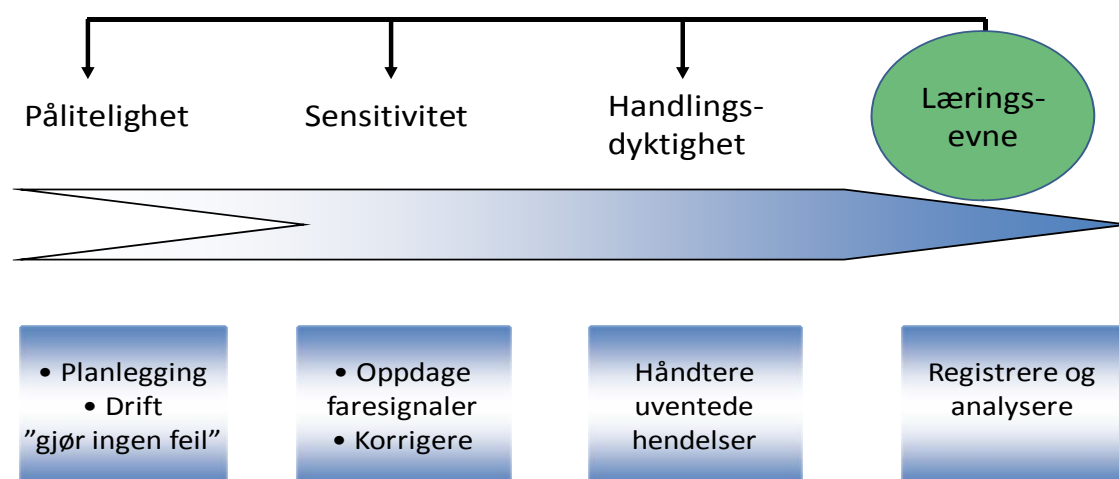 Pålitelighet
Sensitivitet
Handlings-
dyktighet
Lærings-
evne
• Planlegging
• Drift
”gjør ingen feil”
• Oppdage
faresignaler
• Korrigere
Håndtere
uventede
hendelser
Registrere og
analysere